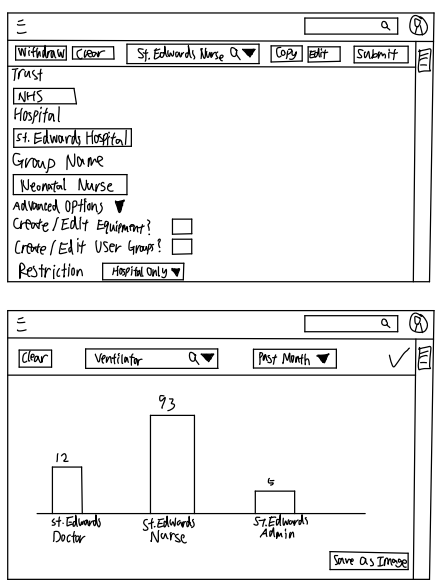 Withdraw Clear St. Edwards Nurse Copy Edit Submit
Trust
NHS
Hospital
St. Edwards Hospital
Group Name
Neonatal Nurse
Advanced Options
Create/Edit Equipment?
Create/Edit User Groups?
Restriction Hospital Only
Clear Ventilator Past Month
93
12
5
St. Edwards Doctor
St. Edwards Nurse
St. Edwards Admin
Save as Image